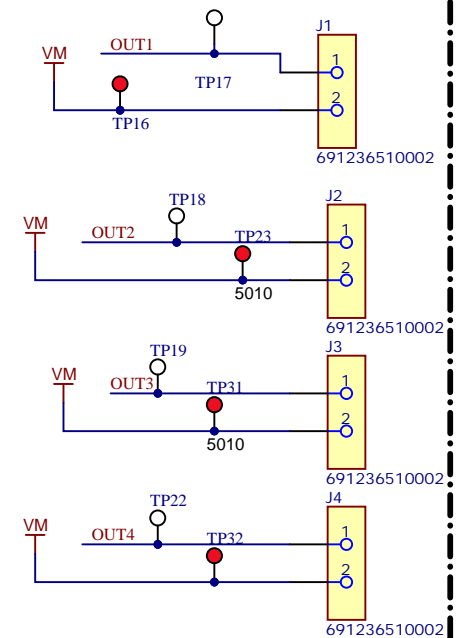 J1
OUT1
VM
1
TP17
2
TP16
691236510002
J2
TP18
VM
OUT2
TP23
1
2
5010
691236510002
J3
TP19
VM
OUT3
TP31
1
2
5010
691236510002
J4
TP22
VM
OUT4
TP32
1
2
691236510002